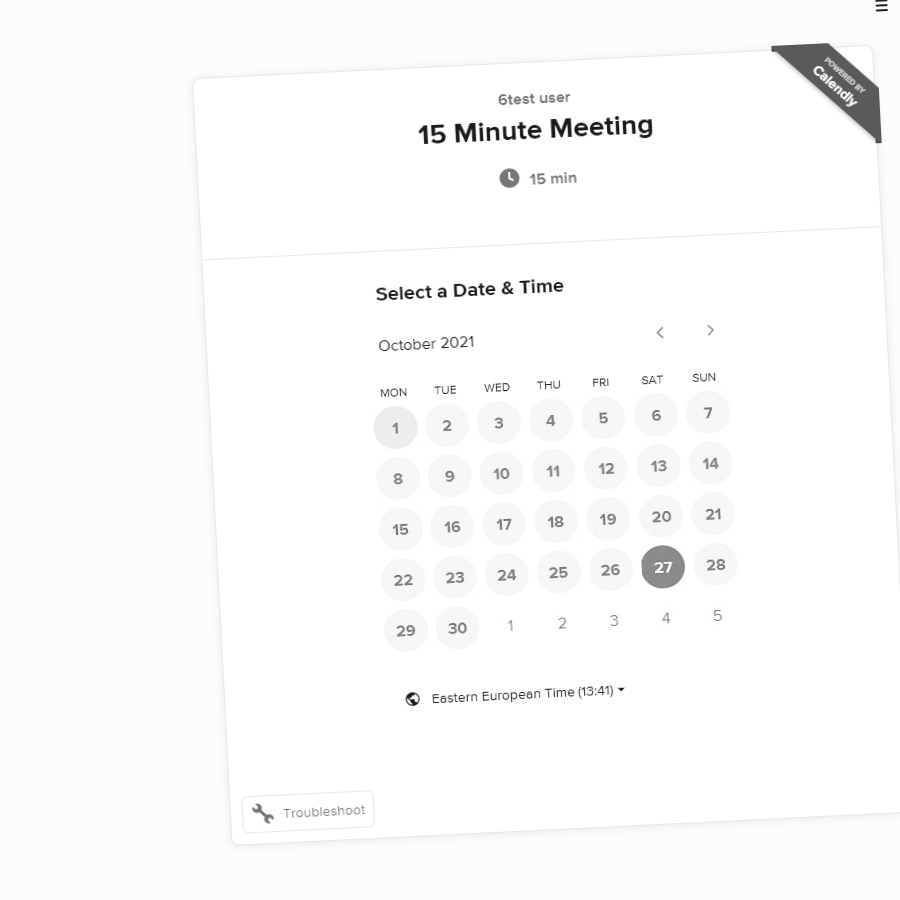 POWERED BY
Calendly
6test user
15 Minute Meeting
15 min
Select a Date & Time
October 2021
MON TUE WED THU FRI SAT SUN
1 2 3 4 5 6 7
8 9 10 11 12 13 14
15 16 17 18 19 20 21
22 23 24 25 26 27 28
29 30 1 2 3 4 5
Eastern European Time (13:41)
Troubleshoot